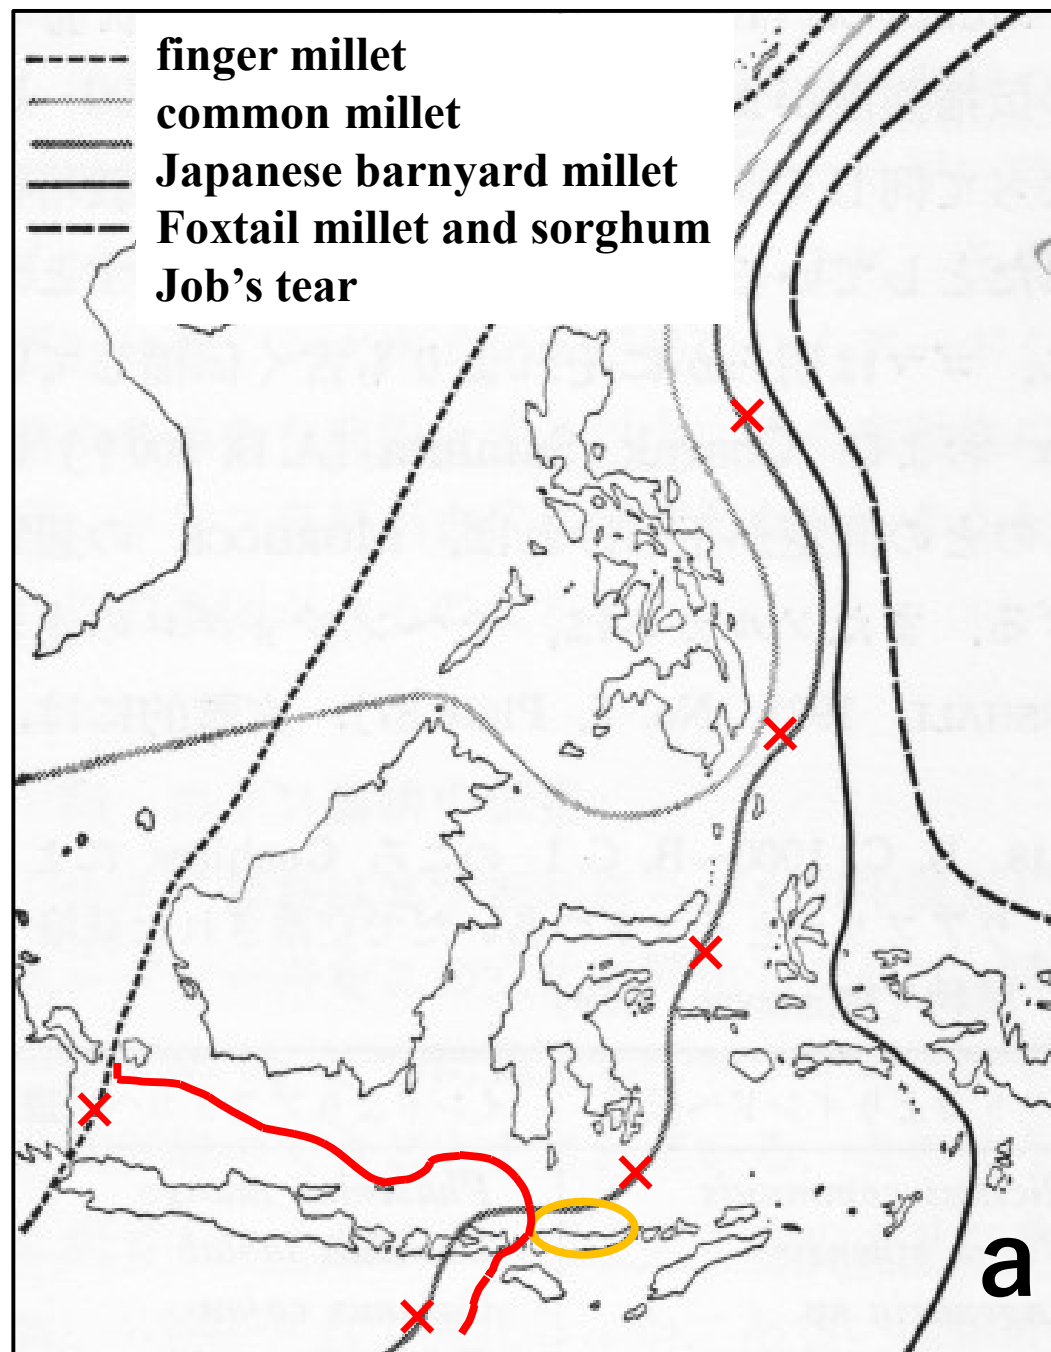 finger millet
common millet
Japanese barnyard millet
Foxtail millet and sorghum
Job’s tear
a